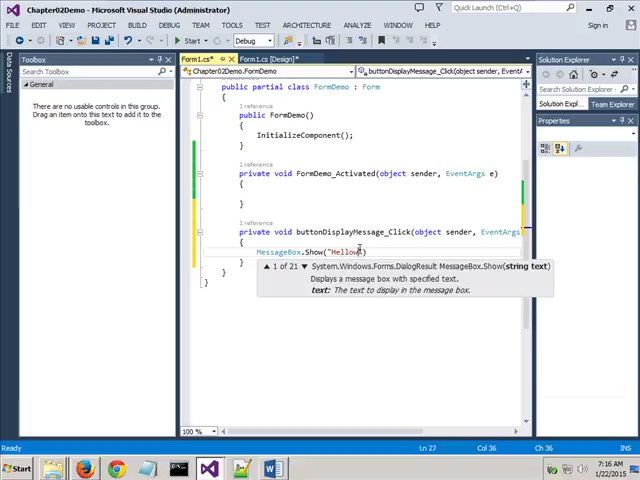 Chapter02Demo - Microsoft Visual Studio (Administrator)
Quick Launch (Ctrl+Q)
FILE EDIT VIEW PROJECT BUILD DEBUG TEAM TOOLS TEST ARCHITECTURE ANALYZE WINDOW HELP
Sign in
Start
Debug
Data Sources
Toolbox
Search Toolbox
General
There are no usable controls in this group.
Drag an item onto this text to add it to the
toolbox.
Form1.cs*
Form1.cs [Design]*
Chapter02Demo.FormDemo
buttonDisplayMessage_Click(object sender, EventA
public partial class FormDemo : Form
{
1 reference
public FormDemo()
{
InitializeComponent();
}
1 reference
private void FormDemo_Activated(object sender, EventArgs e)
{
}
1 reference
private void buttonDisplayMessage_Click(object sender, EventArgs
{
MessageBox.Show("Hellow
}
}
}
1 of 21 System.Windows.Forms.DialogResult MessageBox.Show(string text)
Displays a message box with specified text.
text: The text to display in the message box.
100 %
Solution Explorer
Search Solution Explo
Solution Explor...
Team Explorer
Properties
Ready
Ln 27
Col 36
Ch 36
INS
Start
7:16 AM
1/22/2015